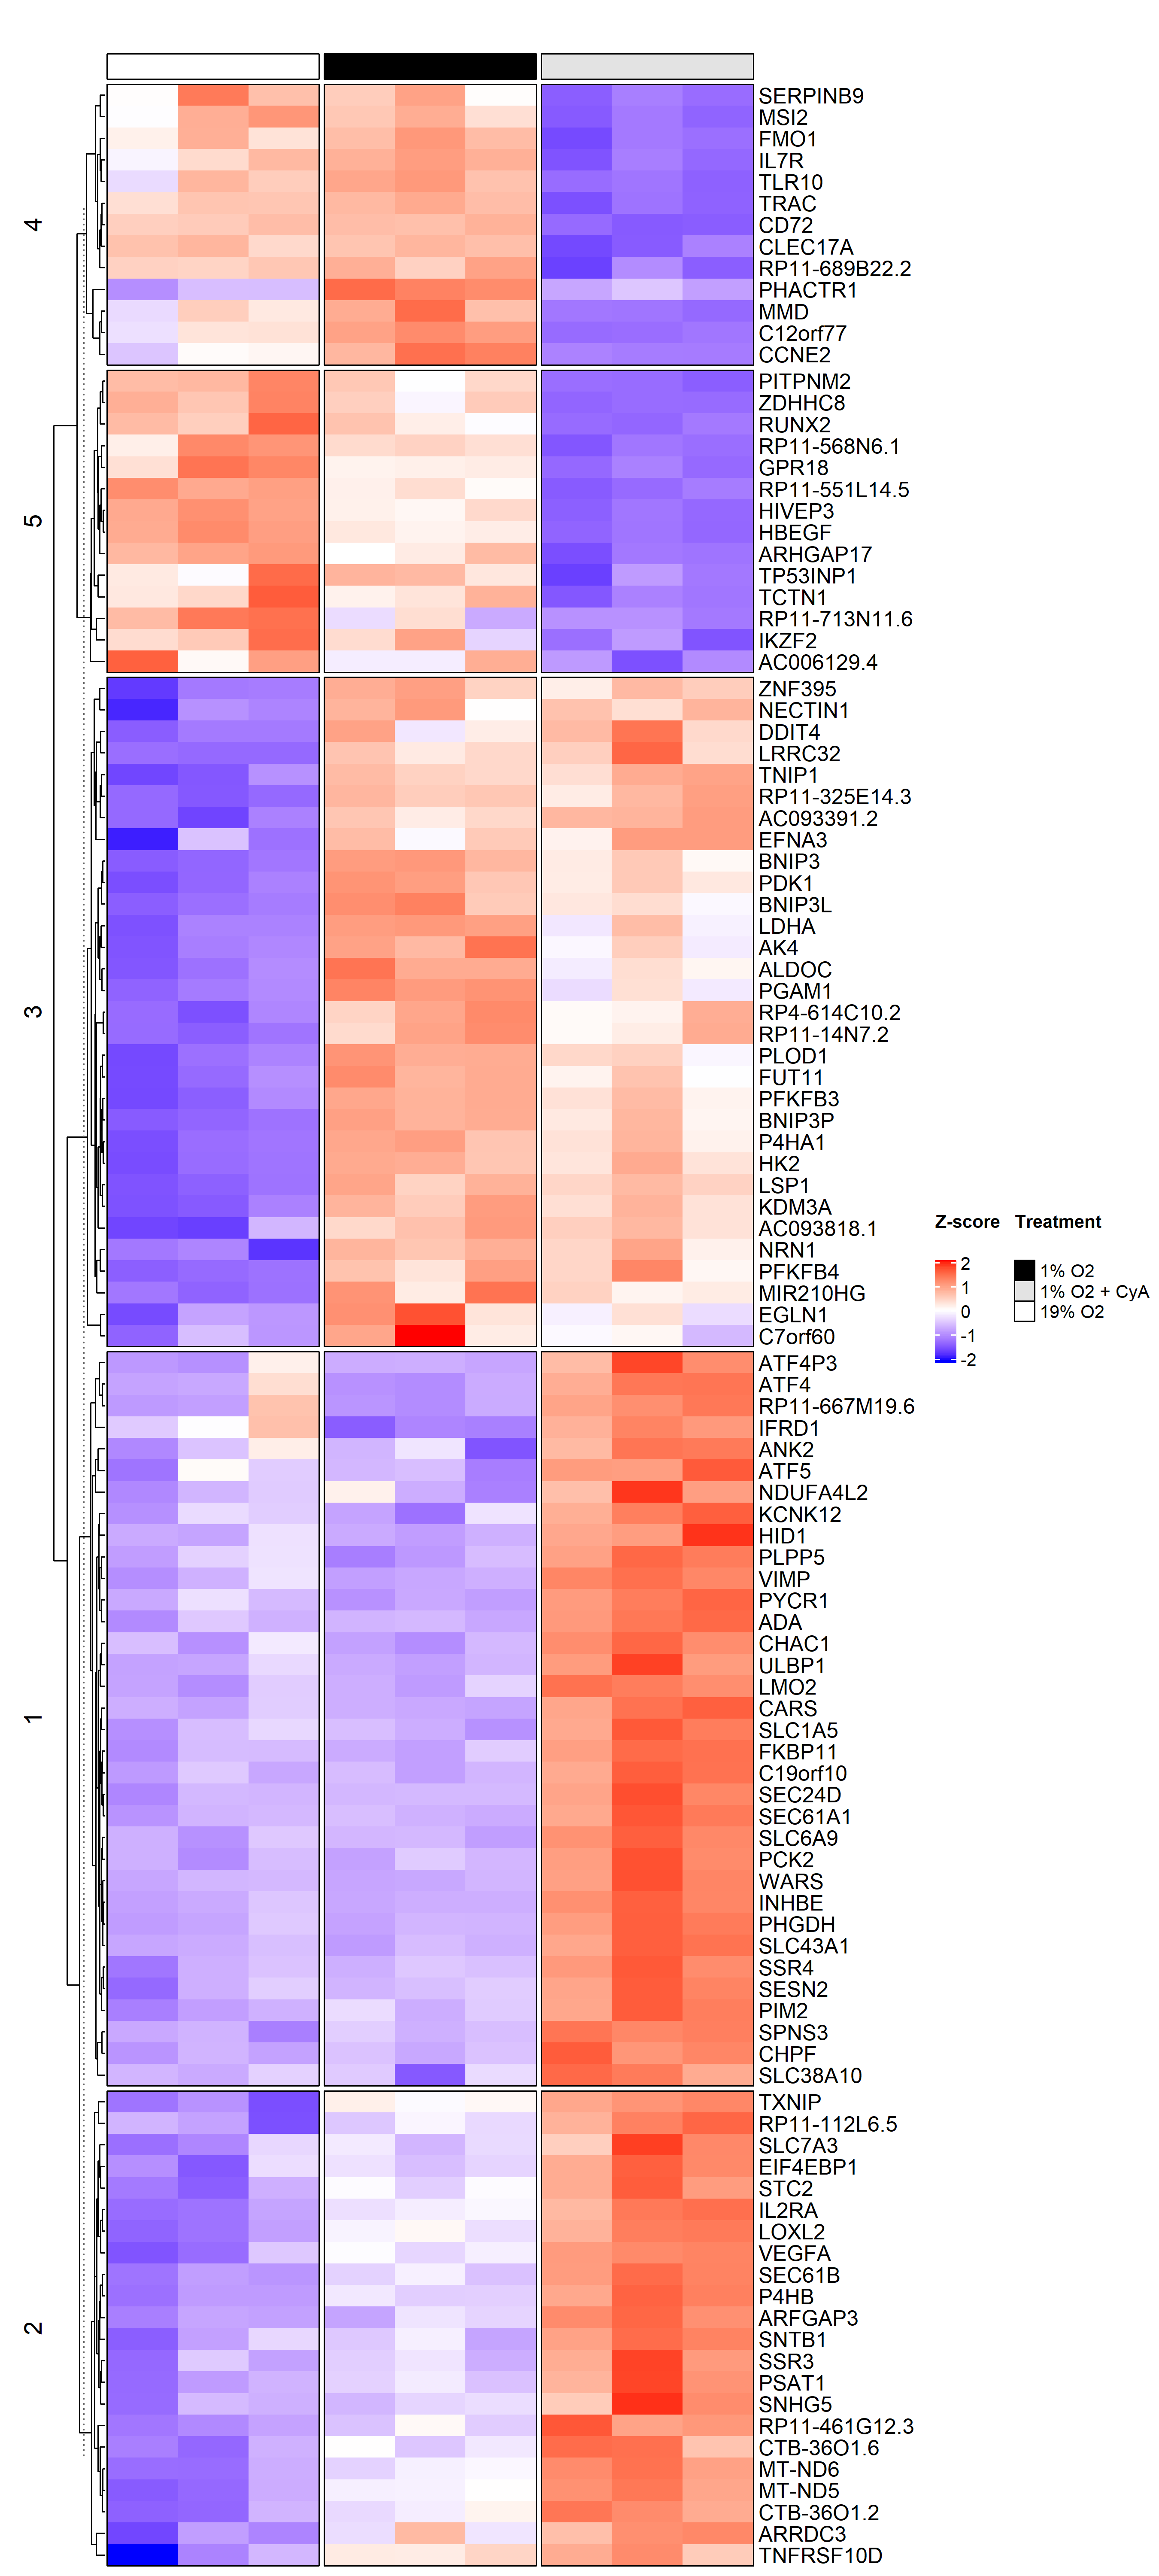 4
SERPINB9
MSI2
FMO1
IL7R
TLR10
TRAC
CD72
CLEC17A
RP11-689B22.2
PHACTR1
MMD
C12orf77
CCNE2
5
PITPNM2
ZDHHC8
RUNX2
RP11-568N6.1
GPR18
RP11-551L14.5
HIVEP3
HBEGF
ARHGAP17
TP53INP1
TCTN1
RP11-713N11.6
IKZF2
AC006129.4
3
ZNF395
NECTIN1
DDIT4
LRRC32
TNIP1
RP11-325E14.3
AC093391.2
EFNA3
BNIP3
PDK1
BNIP3L
LDHA
AK4
ALDOC
PGAM1
RP4-614C10.2
RP11-14N7.2
PLOD1
FUT11
PFKFB3
BNIP3P
P4HA1
HK2
LSP1
KDM3A
AC093818.1
NRN1
PFKFB4
MIR210HG
EGLN1
C7orf60
1
ATF4P3
ATF4
RP11-667M19.6
IFRD1
ANK2
ATF5
NDUFA4L2
KCNK12
HID1
PLPP5
VIMP
PYCR1
ADA
CHAC1
ULBP1
LMO2
CARS
SLC1A5
FKBP11
C19orf10
SEC24D
SEC61A1
SLC6A9
PCK2
WARS
INHBE
PHGDH
SLC43A1
SSR4
SESN2
PIM2
SPNS3
CHPF
SLC38A10
2
TXNIP
RP11-112L6.5
SLC7A3
EIF4EBP1
STC2
IL2RA
LOXL2
VEGFA
SEC61B
P4HB
ARFGAP3
SNTB1
SSR3
PSAT1
SNHG5
RP11-461G12.3
CTB-36O1.6
MT-ND6
MT-ND5
CTB-36O1.2
ARRDC3
TNFRSF10D
Z-score
2
1
0
-1
-2
Treatment
1% O2
1% O2 + CyA
19% O2